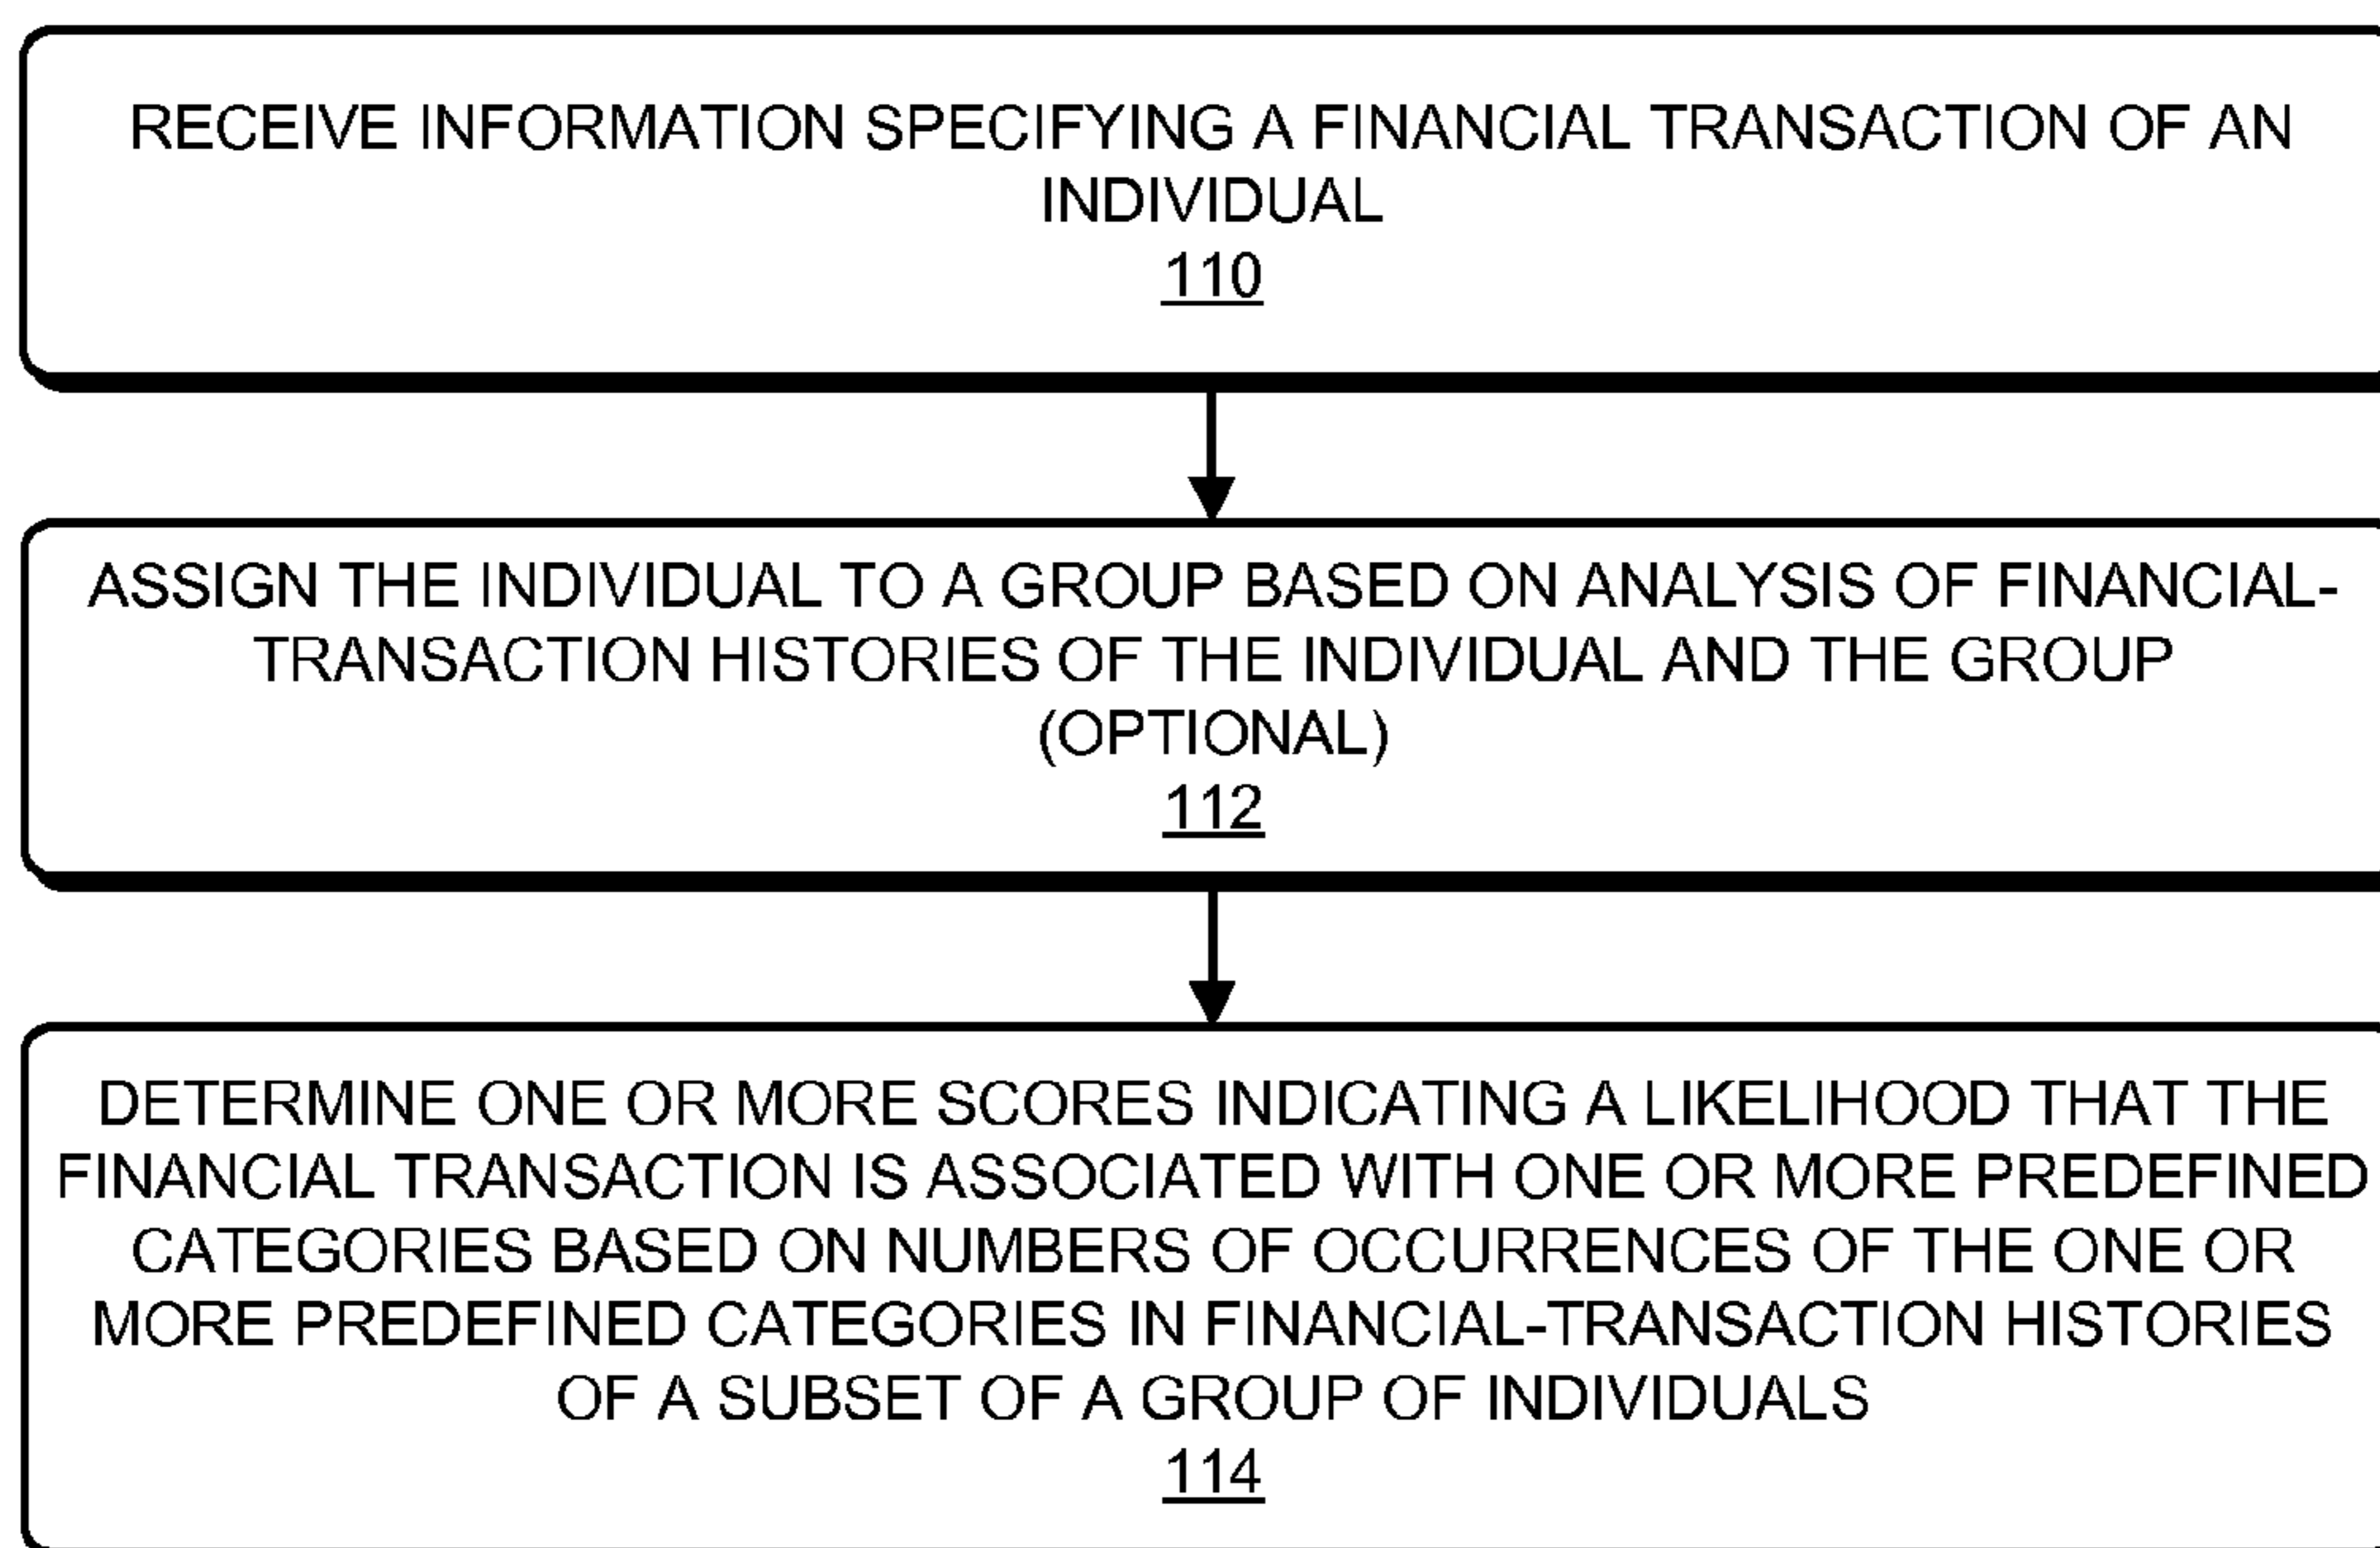 RECEIVE INFORMATION SPECIFYING A FINANCIAL TRANSACTION OF AN
INDIVIDUAL
110
ASSIGN THE INDIVIDUAL TO A GROUP BASED ON ANALYSIS OF FINANCIAL-
TRANSACTION HISTORIES OF THE INDIVIDUAL AND THE GROUP
(OPTIONAL)
112
DETERMINE ONE OR MORE SCORES INDICATING A LIKELIHOOD THAT THE
FINANCIAL TRANSACTION IS ASSOCIATED WITH ONE OR MORE PREDEFINED
CATEGORIES BASED ON NUMBERS OF OCCURRENCES OF THE ONE OR
MORE PREDEFINED CATEGORIES IN FINANCIAL-TRANSACTION HISTORIES
OF A SUBSET OF A GROUP OF INDIVIDUALS
114